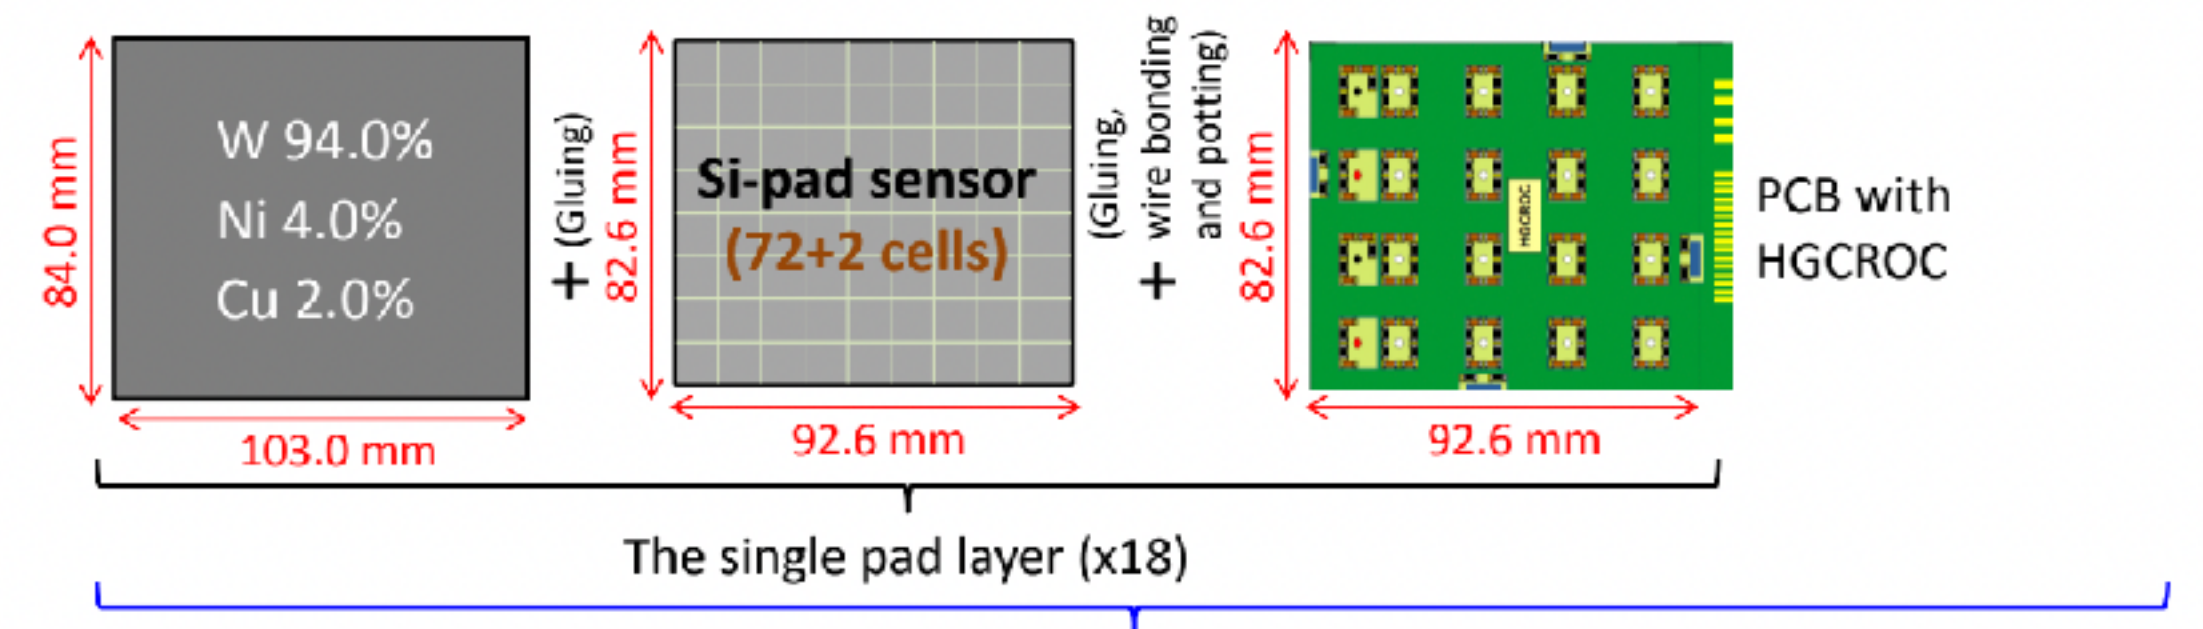 84.0 mm
W 94.0%
Ni 4.0%
Cu 2.0%
103.0 mm
+ (Gluing)
82.6 mm
Si-pad sensor
(72+2 cells)
92.6 mm
(Gluing,
+ wire bonding
and potting)
82.6 mm
HGCROC
92.6 mm
PCB with
HGCROC
The single pad layer (x18)